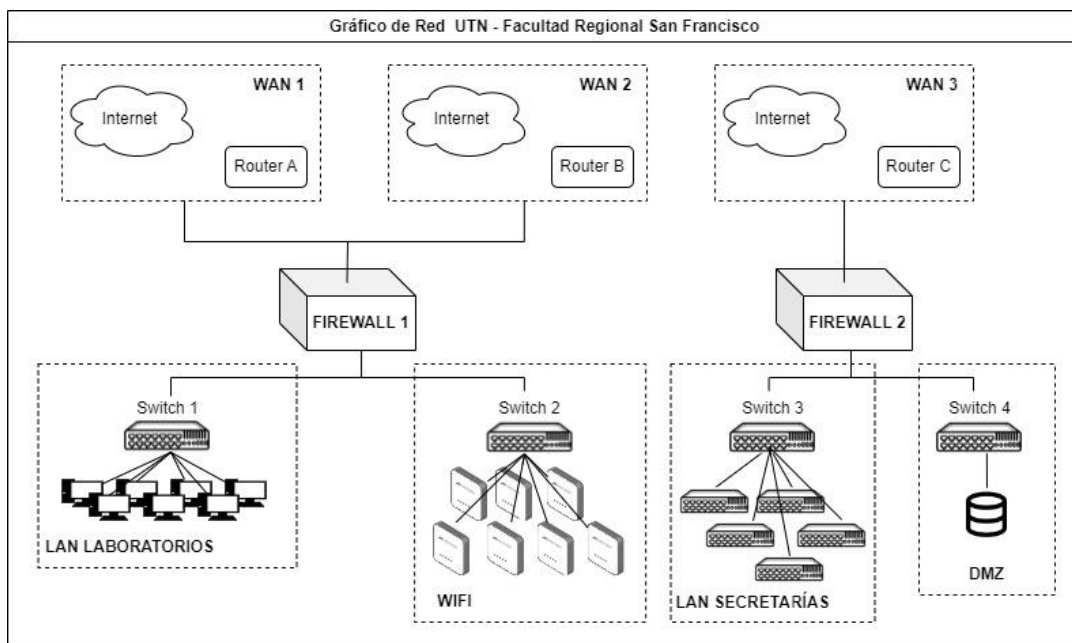 Gráfico de Red UTN - Facultad Regional San Francisco
WAN 1
Internet
Router A
WAN 2
Internet
Router B
WAN 3
Internet
Router C
FIREWALL 1
FIREWALL 2
Switch 1
LAN LABORATORIOS
Switch 2
WIFI
Switch 3
LAN SECRETARÍAS
Switch 4
DMZ